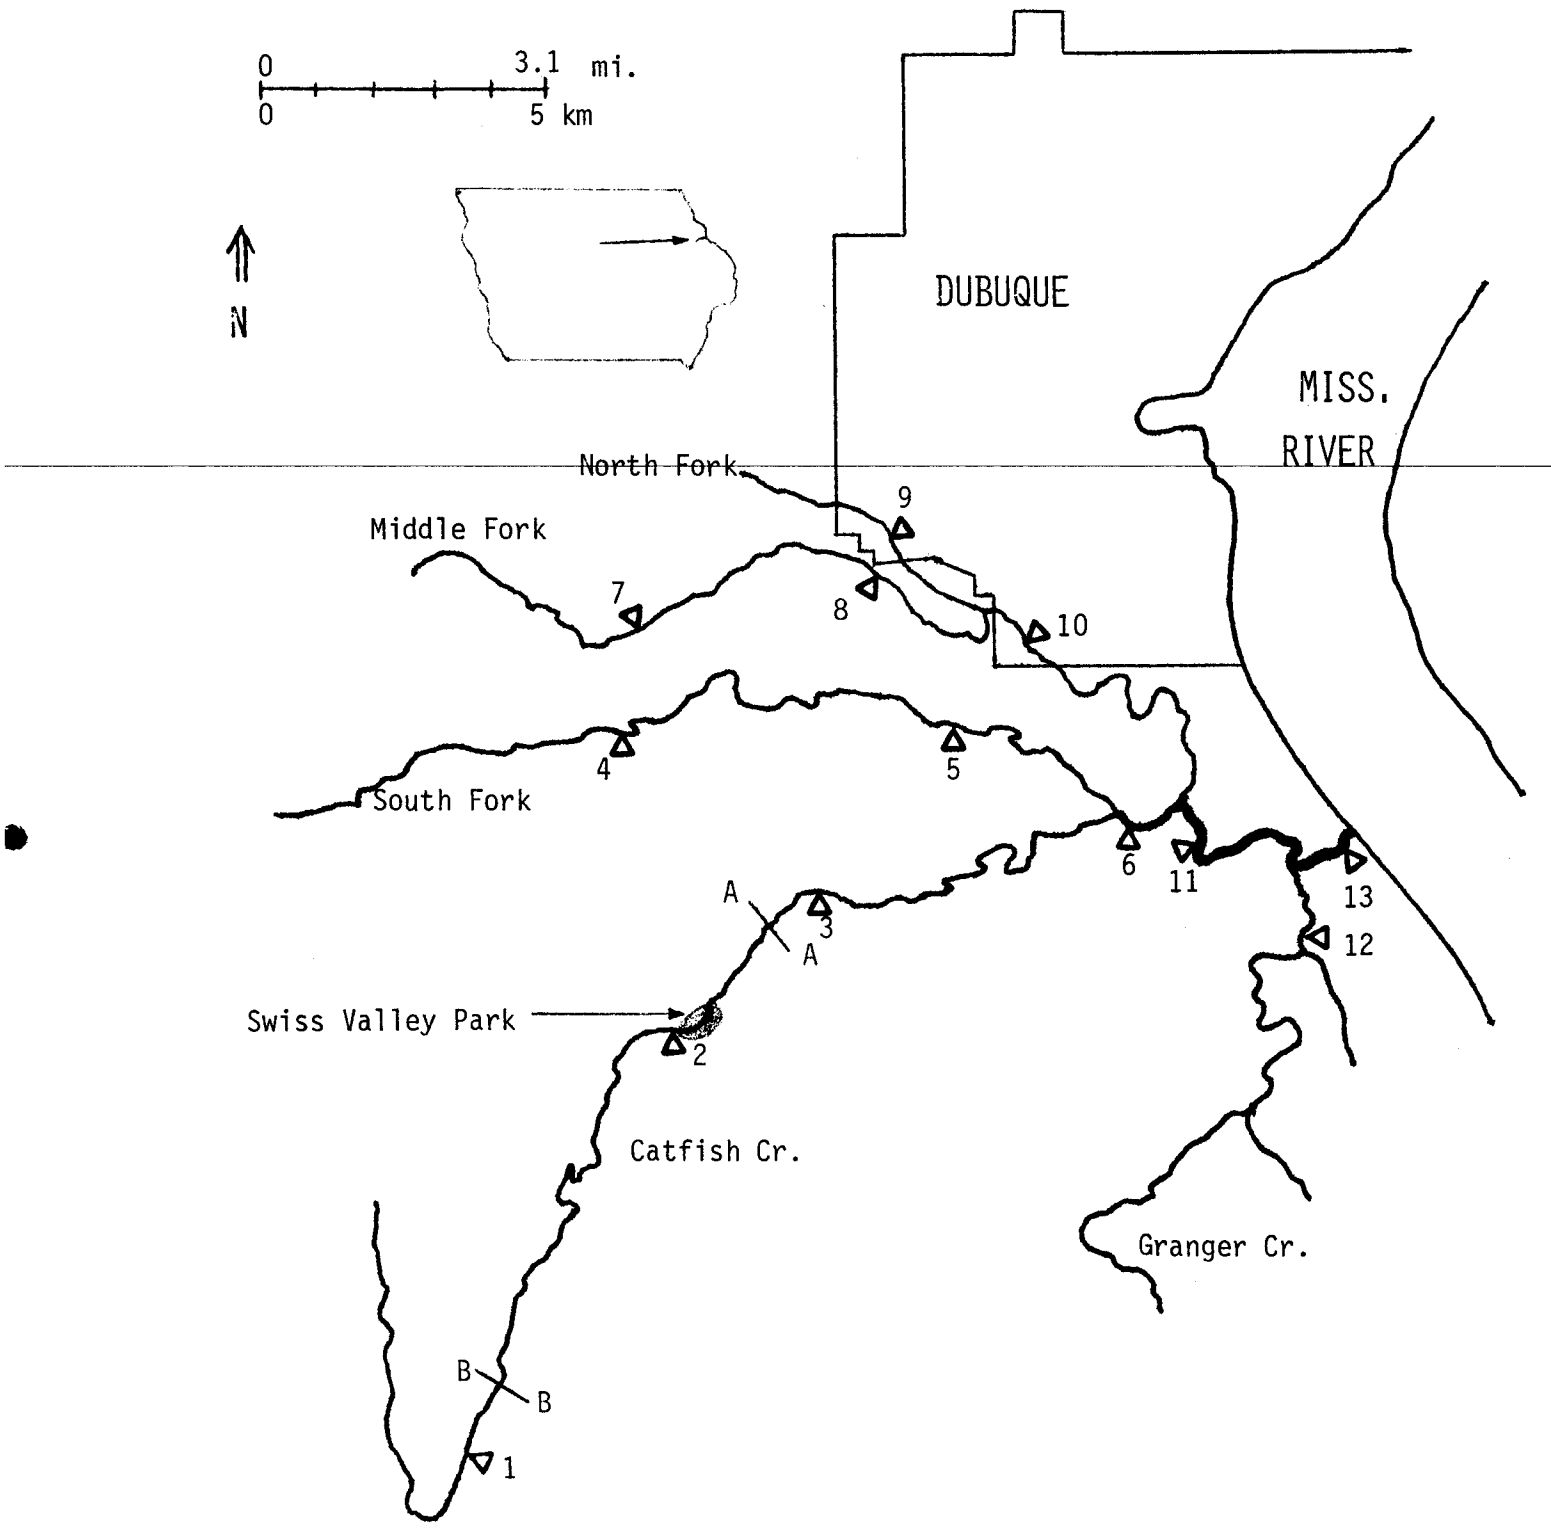 0 3.1 mi.
0 5 km
N
DUBUQUE
MISS.
RIVER
North Fork
9
Middle Fork
7
8
10
4
5
South Fork
6
11
13
A
3
A
12
Swiss Valley Park
2
Catfish Cr.
Granger Cr.
B
B
1